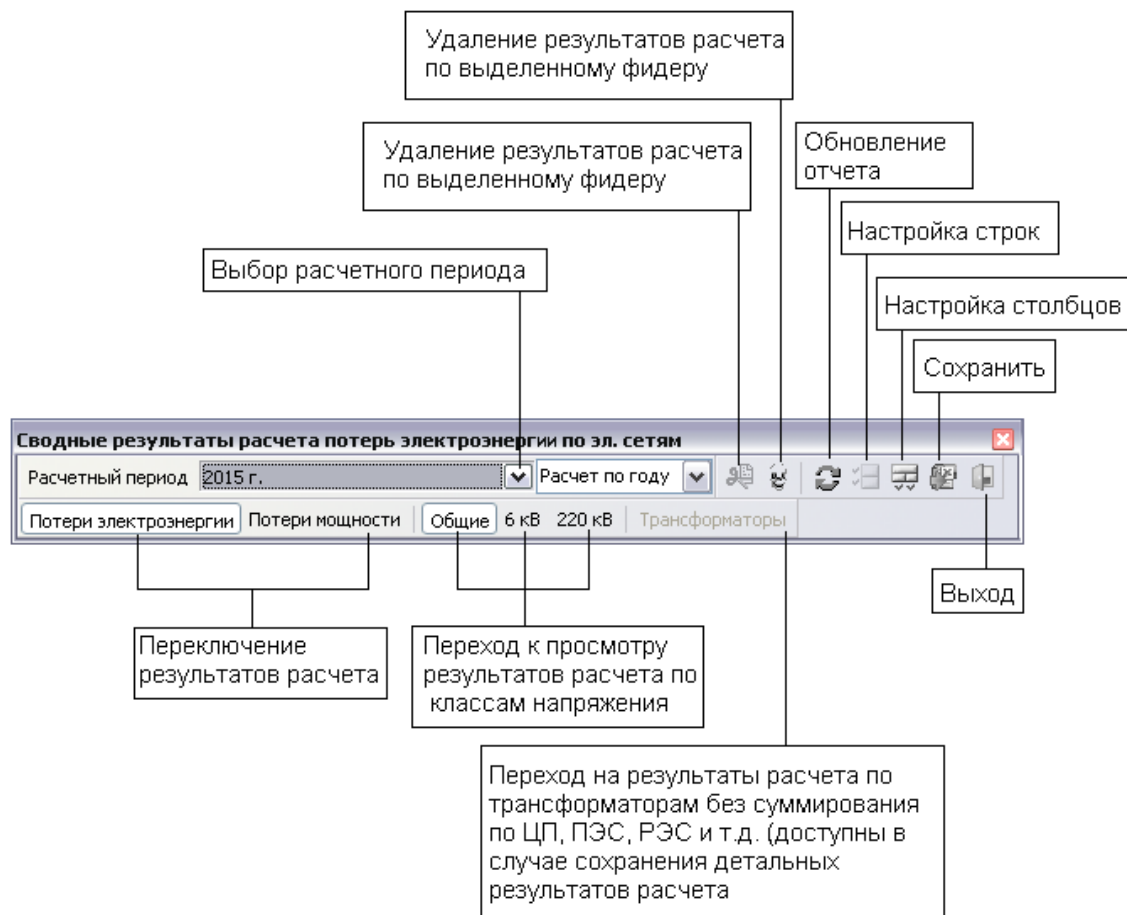 Удаление результатов расчета
по выделенному фидеру
Удаление результатов расчета
по выделенному фидеру
Обновление
отчета
Настройка строк
Выбор расчетного периода
Настройка столбцов
Сохранить
Сводные результаты расчета потерь электроэнергии по эл. сетям
Расчетный период 2015 г. Расчет по году
Потери электроэнергии Потери мощности Общие 6 кВ 220 кВ Трансформаторы
Выход
Переключение
результатов расчета
Переход к просмотру
результатов расчета по
классам напряжения
Переход на результаты расчета по
трансформаторам без суммирования
по ЦП, ПЭС, РЭС и т.д. (доступны в
случае сохранения детальных
результатов расчета